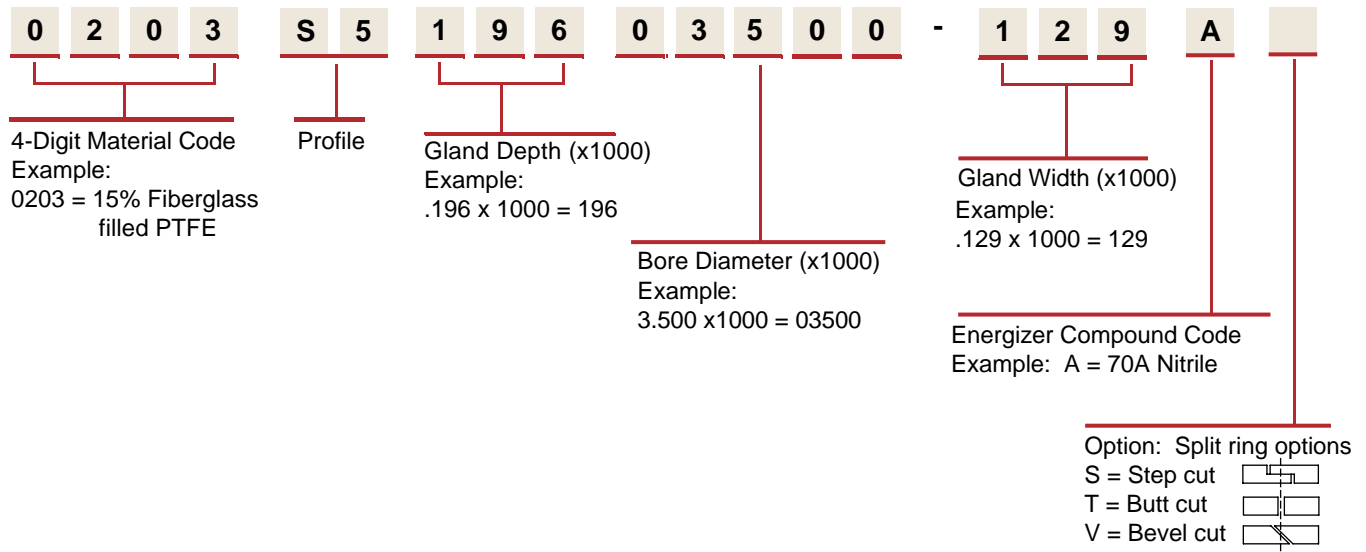 0 2 0 3 S 5 1 9 6 0 3 5 0 0 - 1 2 9 A
4-Digit Material Code
Example:
0203 = 15% Fiberglass
filled PTFE
Profile
Gland Depth (x1000)
Example:
.196 x 1000 = 196
Bore Diameter (x1000)
Example:
3.500 x1000 = 03500
Gland Width (x1000)
Example:
.129 x 1000 = 129
Energizer Compound Code
Example: A = 70A Nitrile
Option: Split ring options
S = Step cut
T = Butt cut
V = Bevel cut